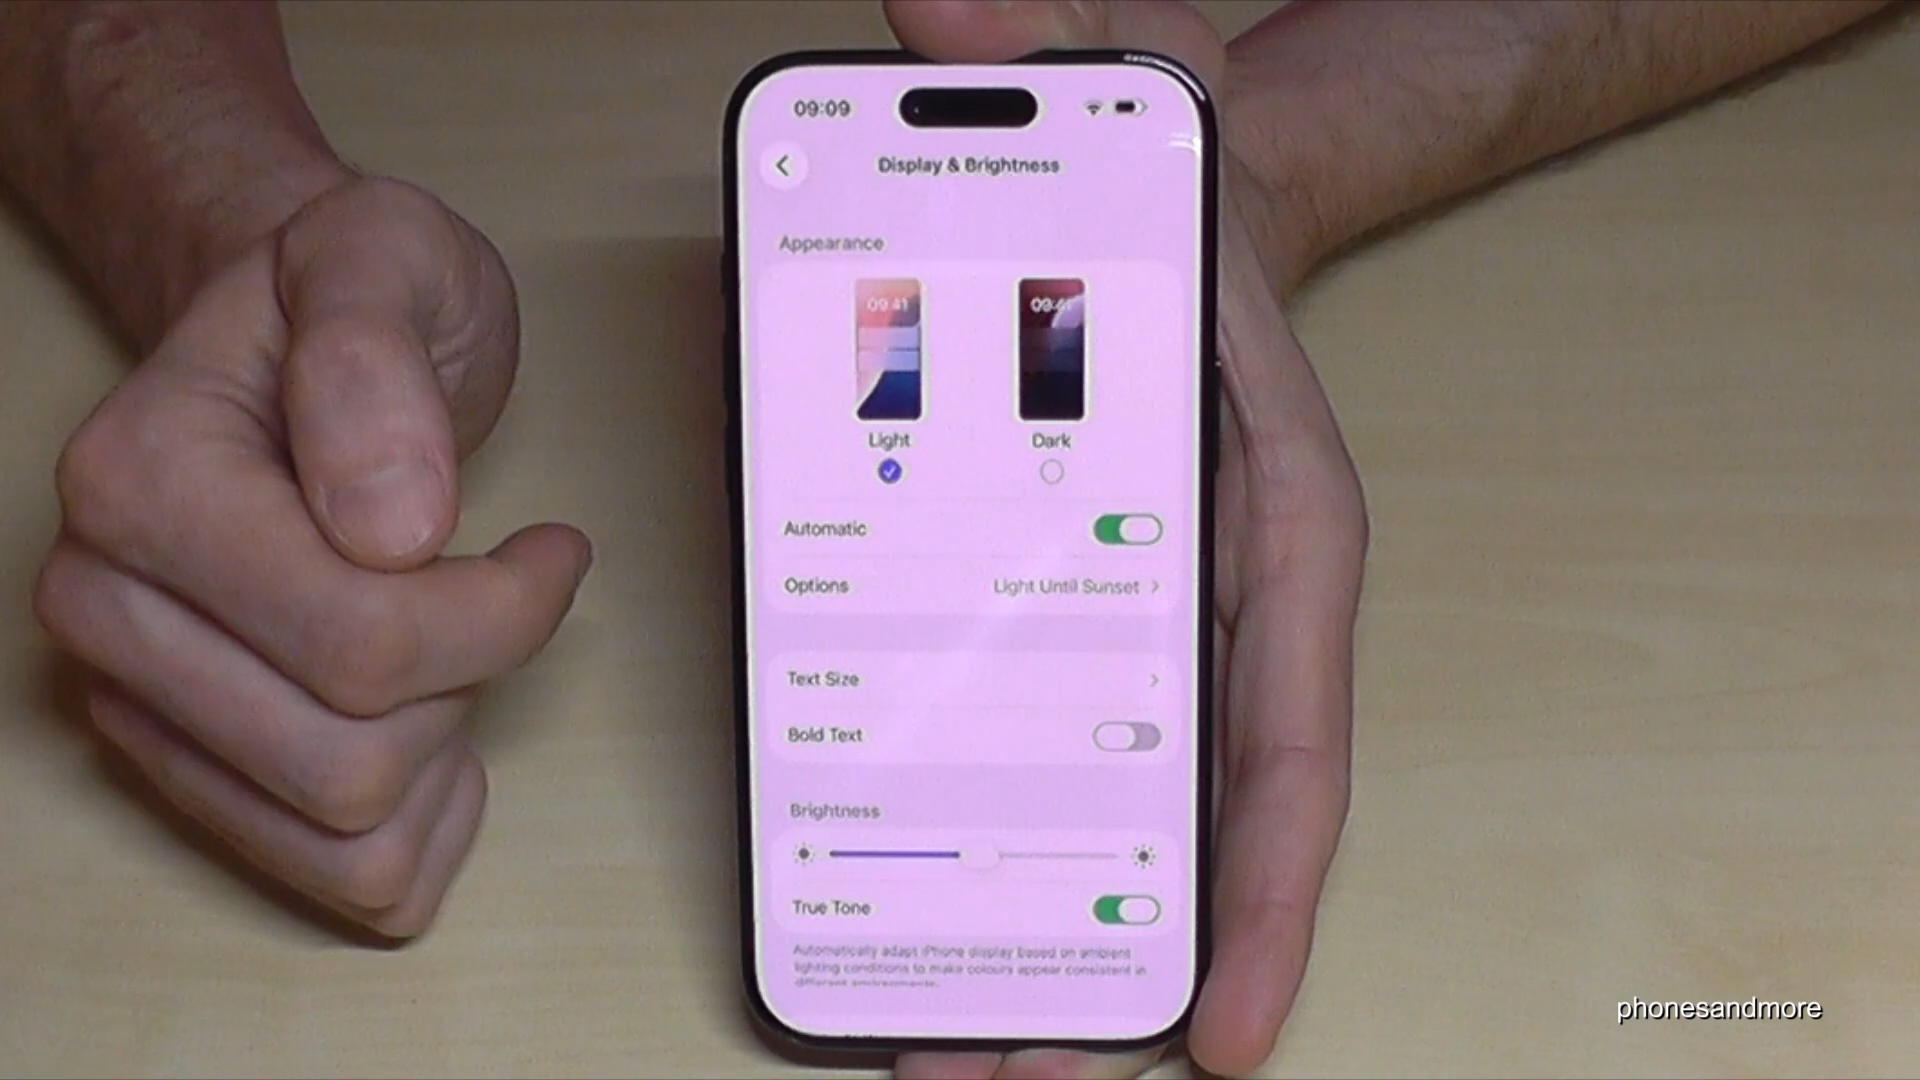 09:09
Display & Brightness
Appearance
09:41
09:41
Light
Dark
Automatic
Options
Light Until Sunset
Text Size
Bold Text
Brightness
True Tone
Automatically adapt iPhone display based on ambient
lighting conditions to make colours appear consistent in
different environments.
phonesandmore